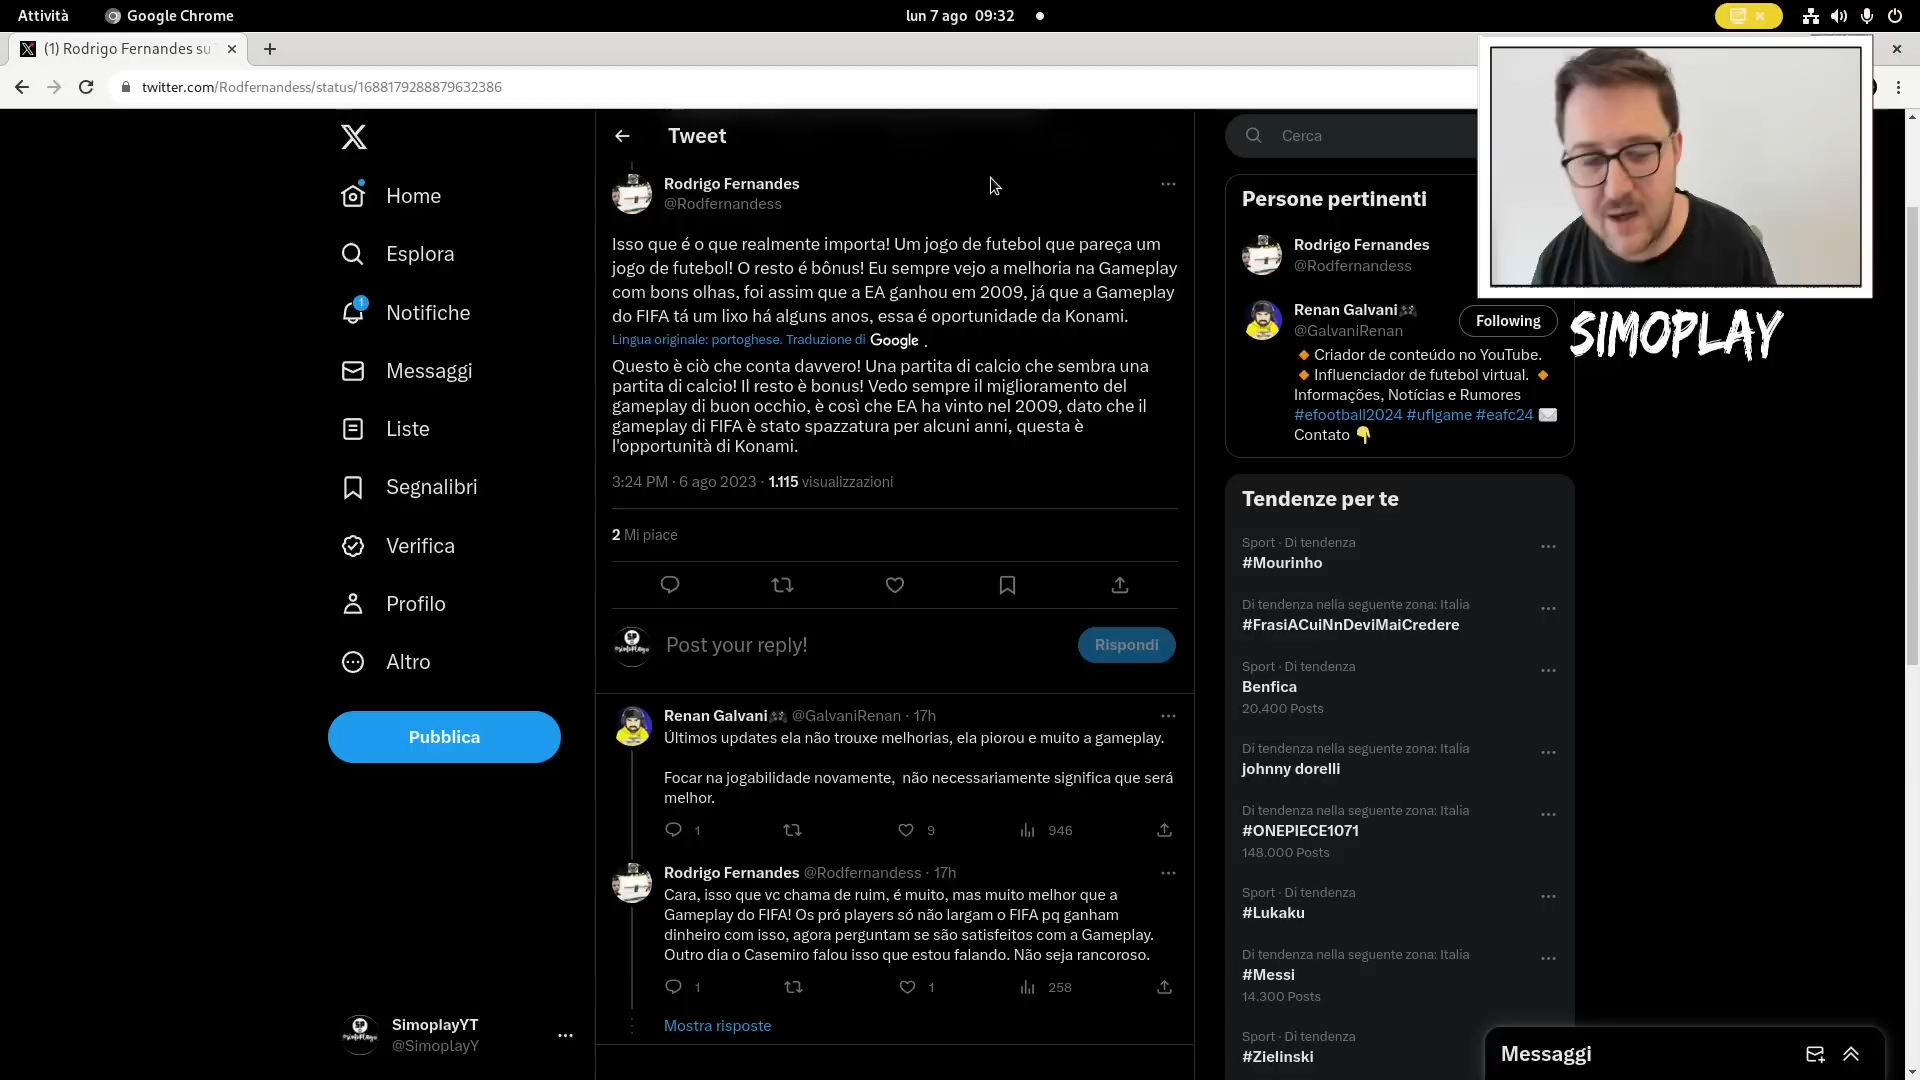 Attività
Google Chrome
lun 7 ago 09:32
(1) Rodrigo Fernandes su
twitter.com/Rodfernandess/status/1688179288879632386
Home
Esplora
1
Notifiche
Messaggi
Liste
Segnalibri
Verifica
Profilo
Altro
Pubblica
SimoplayYT
@SimoplayY
Tweet
Rodrigo Fernandes
@Rodfernandess
Isso que é o que realmente importa! Um jogo de futebol que pareça um
jogo de futebol! O resto é bônus! Eu sempre vejo a melhoria na Gameplay
com bons olhas, foi assim que a EA ganhou em 2009, já que a Gameplay
do FIFA tá um lixo há alguns anos, essa é oportunidade da Konami.
Lingua originale: portoghese. Traduzione di Google .
Questo è ciò che conta davvero! Una partita di calcio che sembra una
partita di calcio! Il resto è bonus! Vedo sempre il miglioramento del
gameplay di buon occhio, è così che EA ha vinto nel 2009, dato che il
gameplay di FIFA è stato spazzatura per alcuni anni, questa è
l'opportunità di Konami.
3:24 PM · 6 ago 2023 · 1.115 visualizzazioni
2 Mi piace
Post your reply!
Rispondi
Renan Galvani @GalvaniRenan · 17h
Últimos updates ela não trouxe melhorias, ela piorou e muito a gameplay.
Focar na jogabilidade novamente, não necessariamente significa que será
melhor.
1 9 946
Rodrigo Fernandes @Rodfernandess · 17h
Cara, isso que vc chama de ruim, é muito, mas muito melhor que a
Gameplay do FIFA! Os pró players só não largam o FIFA pq ganham
dinheiro com isso, agora perguntam se são satisfeitos com a Gameplay.
Outro dia o Casemiro falou isso que estou falando. Não seja rancoroso.
1 1 258
Mostra risposte
Cerca
Persone pertinenti
Rodrigo Fernandes
@Rodfernandess
Renan Galvani
@GalvaniRenan
Following
Criador de conteúdo no YouTube.
Influenciador de futebol virtual.
Informações, Notícias e Rumores
#efootball2024 #uflgame #eafc24
Contato
SIMOPLAY
Tendenze per te
Sport · Di tendenza
#Mourinho
Di tendenza nella seguente zona: Italia
#FrasiACuiNnDeviMaiCredere
Sport · Di tendenza
Benfica
20.400 Posts
Di tendenza nella seguente zona: Italia
johnny dorelli
Di tendenza nella seguente zona: Italia
#ONEPIECE1071
148.000 Posts
Sport · Di tendenza
#Lukaku
Di tendenza nella seguente zona: Italia
#Messi
14.300 Posts
Sport · Di tendenza
#Zielinski
Messaggi